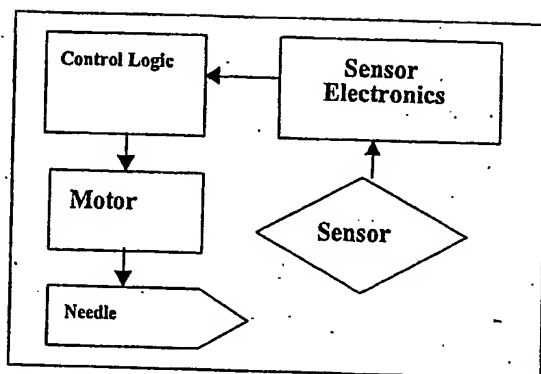 Control Logic
Sensor
Electronics
Motor
Sensor
Needle